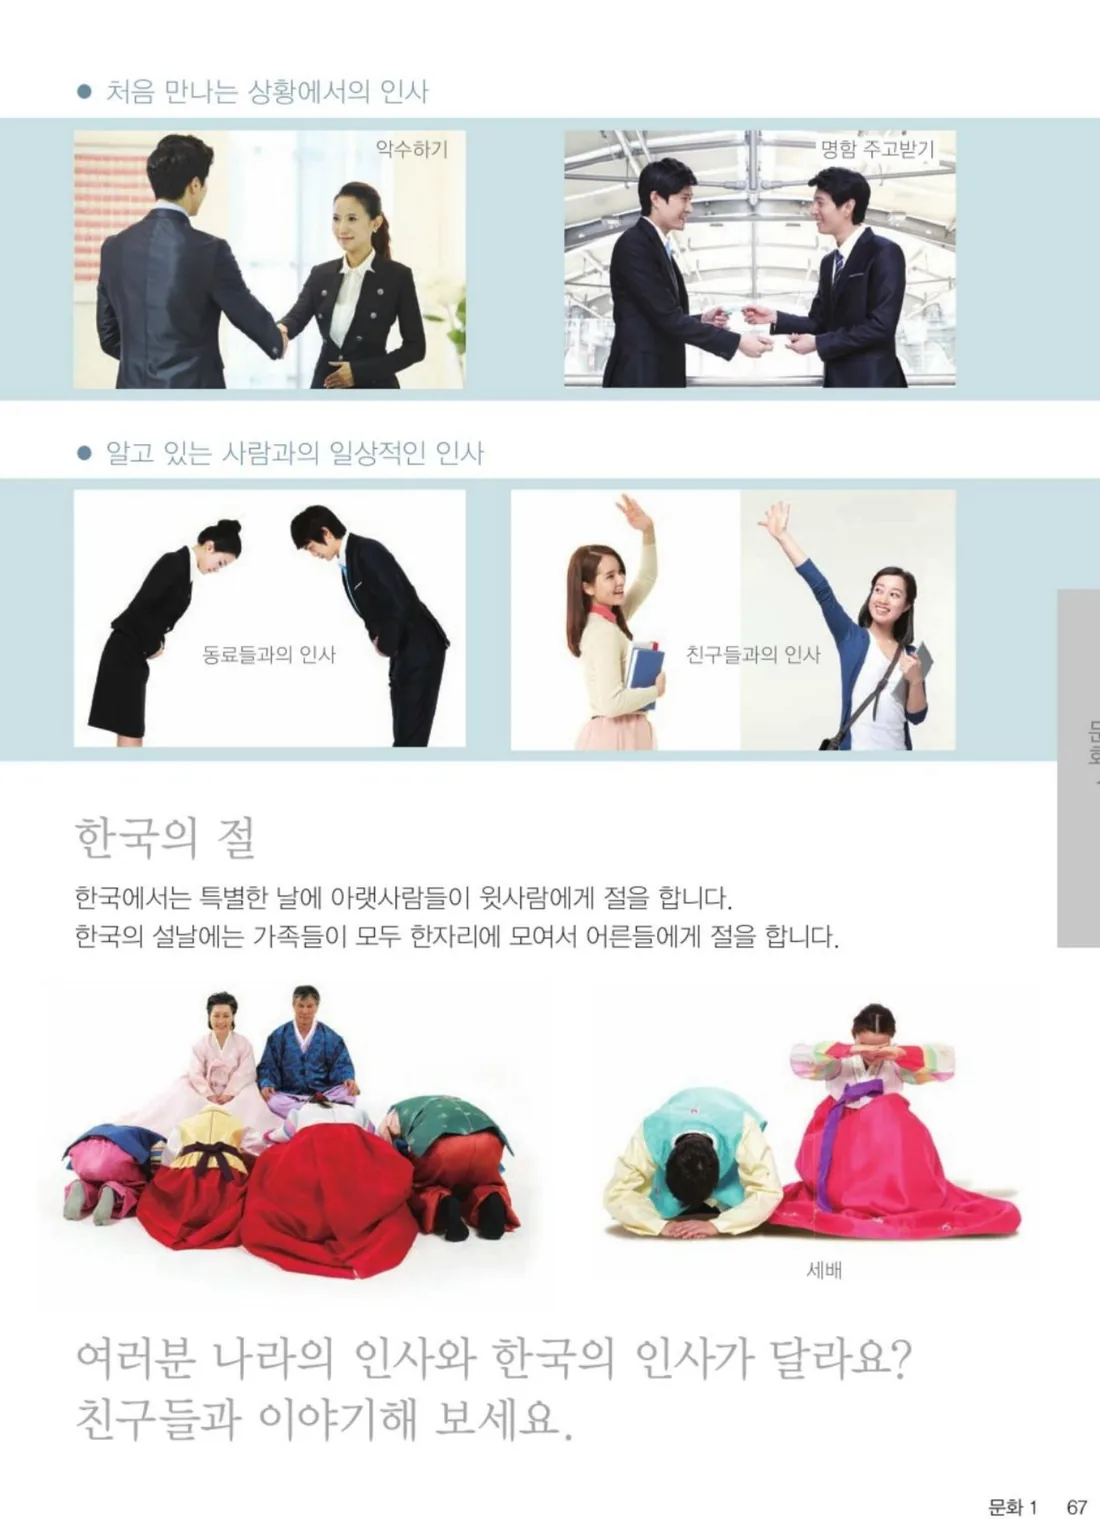 ● 처음 만나는 상황에서의 인사
악수하기
명함 주고받기
● 알고 있는 사람과의 일상적인 인사
동료들과의 인사
친구들과의 인사
한국의 절
한국에서는 특별한 날에 아랫사람들이 윗사람에게 절을 합니다.
한국의 설날에는 가족들이 모두 한자리에 모여서 어른들에게 절을 합니다.
세배
여러분 나라의 인사와 한국의 인사가 달라요?
친구들과 이야기해 보세요.
문화 1 67